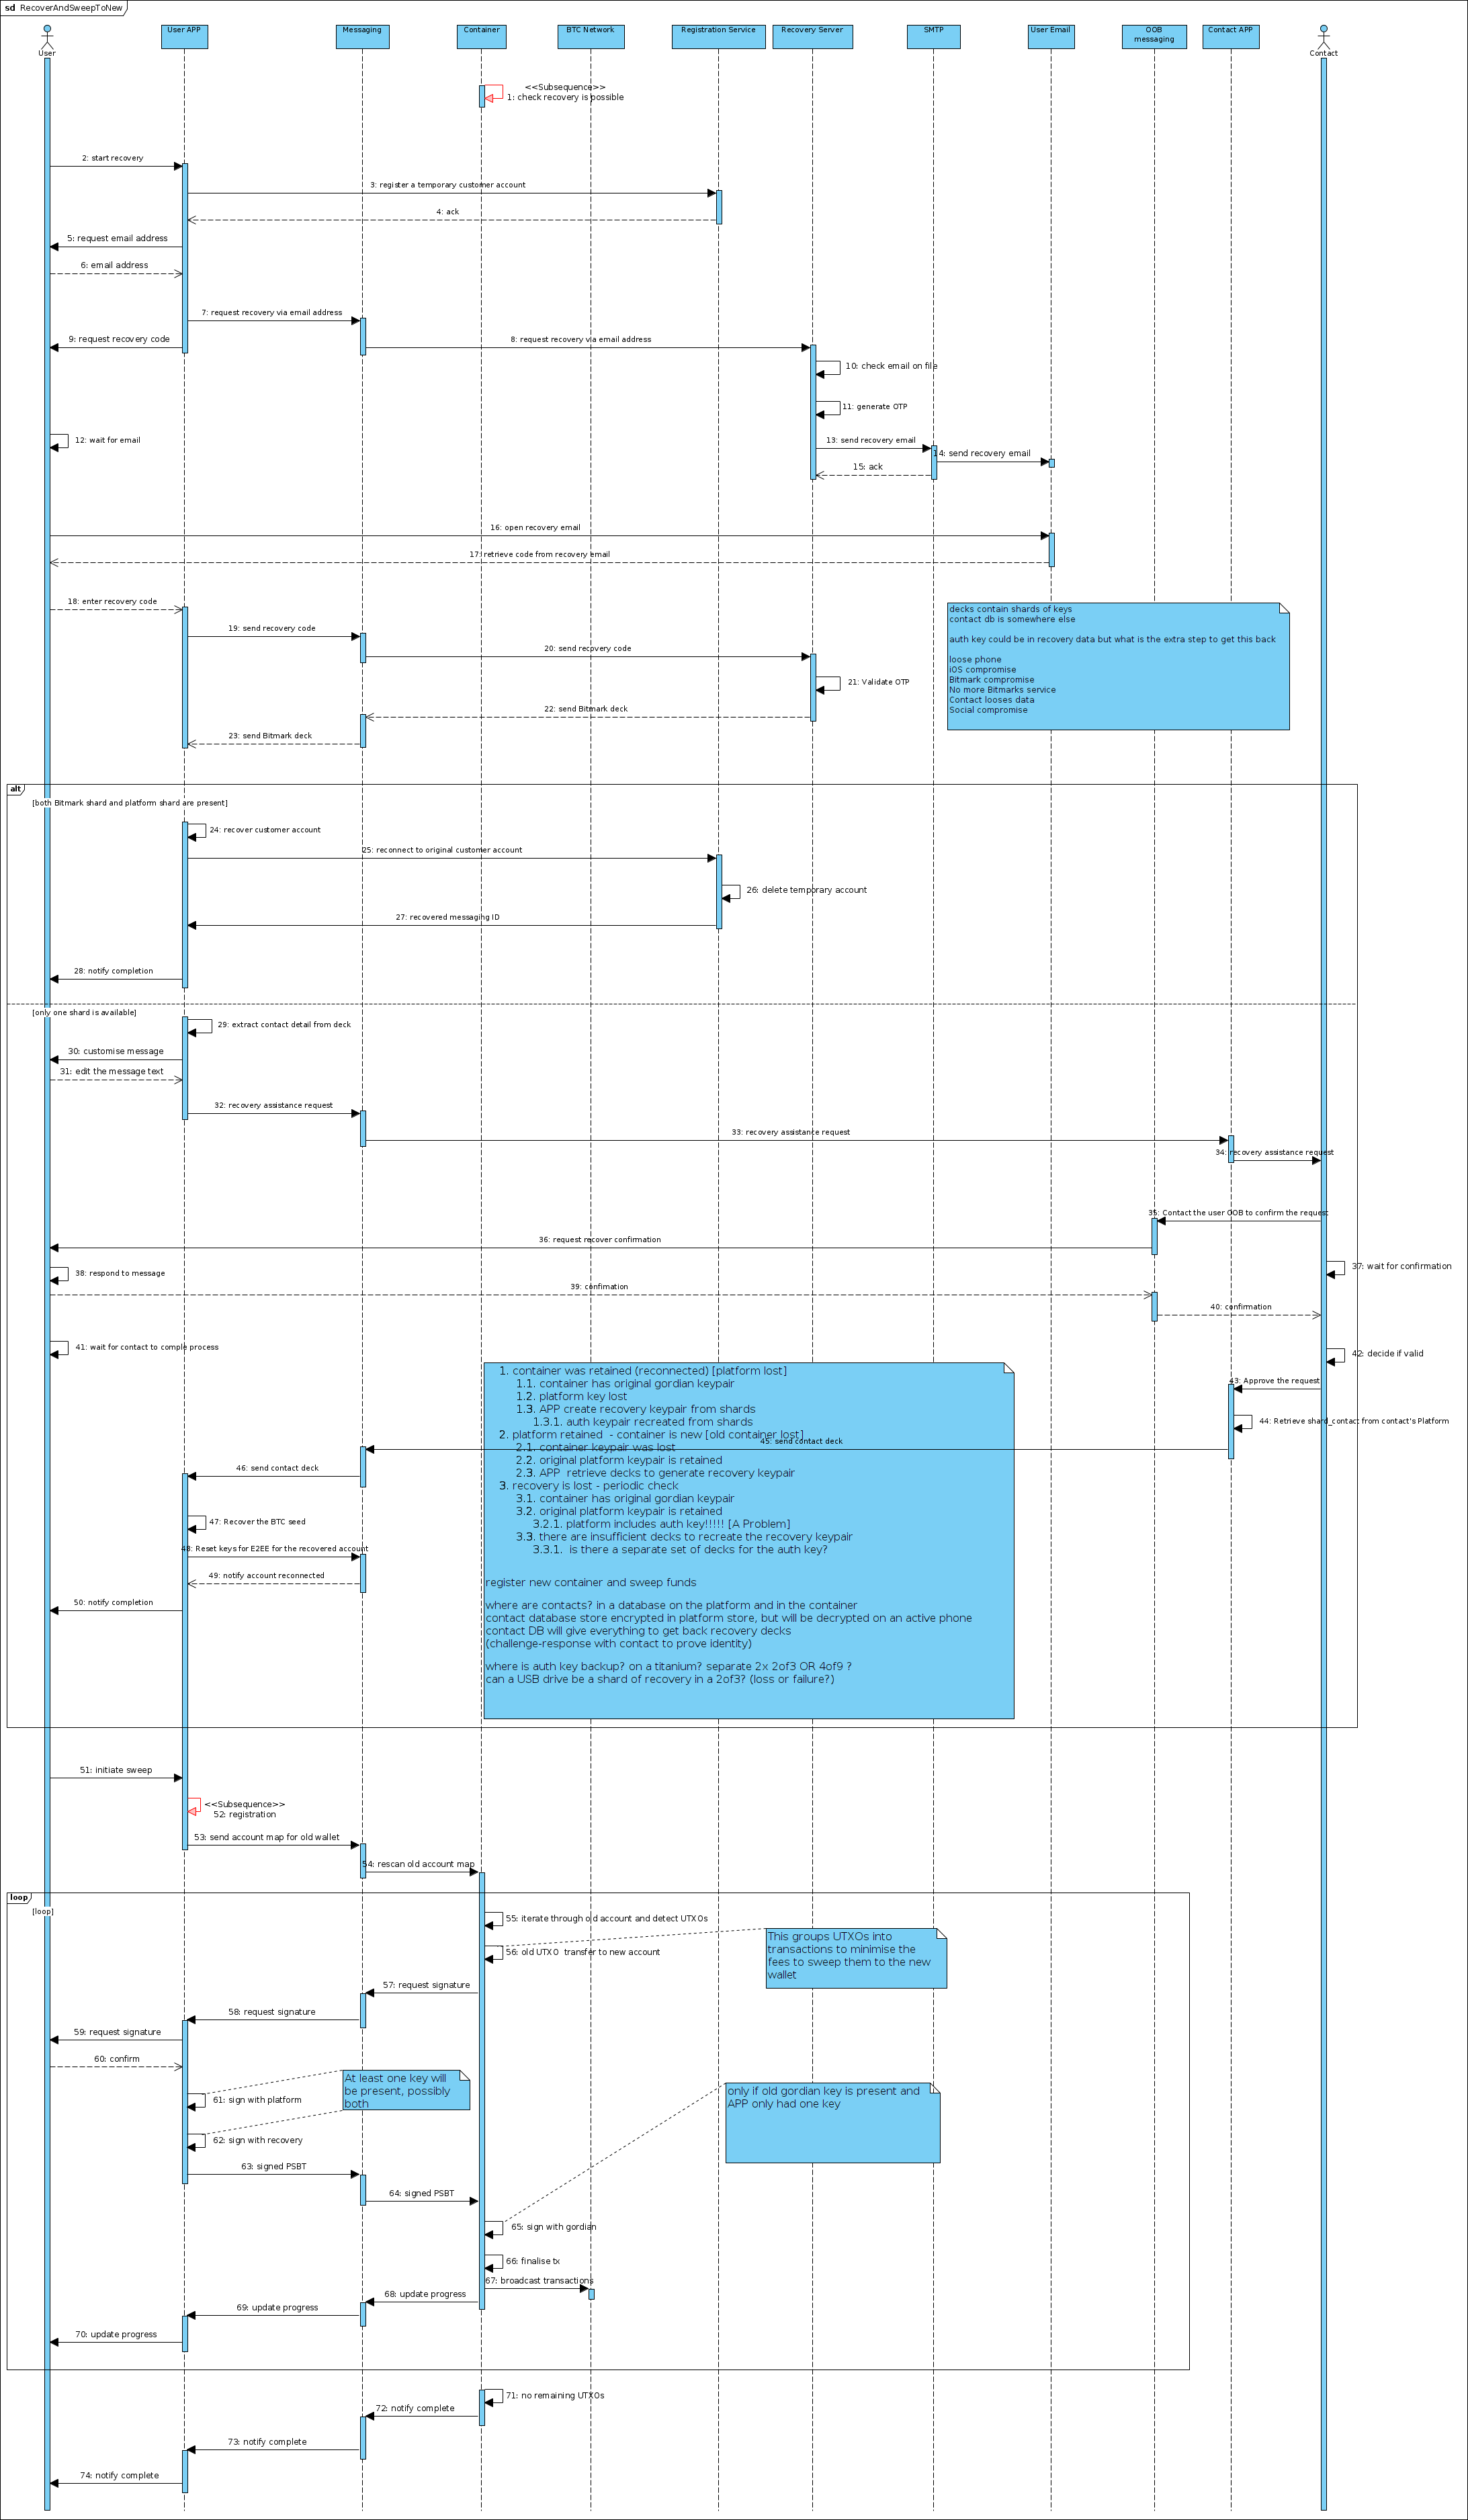 sd RecoverAndSweepToNew
User
User APP
Messaging
Container
BTC Network
Registration Service
Recovery Server
SMTP
User Email
OOB
messaging
Contact APP
Contact
<<Subsequence>>
1: check recovery is possible
2: start recovery
3: register a temporary customer account
4: ack
5: request email address
6: email address
7: request recovery via email address
9: request recovery code
8: request recovery via email address
10: check email on file
11: generate OTP
12: wait for email
13: send recovery email
14: send recovery email
15: ack
16: open recovery email
17: retrieve code from recovery email
18: enter recovery code
19: send recovery code
20: send recovery code
21: Validate OTP
22: send Bitmark deck
23: send Bitmark deck
decks contain shards of keys
contact db is somewhere else
auth key could be in recovery data but what is the extra step to get this back
loose phone
iOS compromise
Bitmark compromise
No more Bitmarks service
Contact looses data
Social compromise
alt
[both Bitmark shard and platform shard are present]
24: recover customer account
25: reconnect to original customer account
26: delete temporary account
27: recovered messaging ID
28: notify completion
[only one shard is available]
29: extract contact detail from deck
30: customise message
31: edit the message text
32: recovery assistance request
33: recovery assistance request
34: recovery assistance request
35: Contact the user OOB to confirm the request
36: request recover confirmation
37: wait for confirmation
38: respond to message
39: confimation
40: confirmation
41: wait for contact to comple process
42: decide if valid
43: Approve the request
44: Retrieve shard_contact from contact's Platform
45: send contact deck
46: send contact deck
47: Recover the BTC seed
48: Reset keys for E2EE for the recovered account
49: notify account reconnected
50: notify completion
1. container was retained (reconnected) [platform lost]
1.1. container has original gordian keypair
1.2. platform key lost
1.3. APP create recovery keypair from shards
1.3.1. auth keypair recreated from shards
2. platform retained  - container is new [old container lost]
2.1. container keypair was lost
2.2. original platform keypair is retained
2.3. APP  retrieve decks to generate recovery keypair
3. recovery is lost - periodic check
3.1. container has original gordian keypair
3.2. original platform keypair is retained
3.2.1. platform includes auth key!!!!! [A Problem]
3.3. there are insufficient decks to recreate the recovery keypair
3.3.1.  is there a separate set of decks for the auth key?
register new container and sweep funds
where are contacts? in a database on the platform and in the container
contact database store encrypted in platform store, but will be decrypted on an active phone
contact DB will give everything to get back recovery decks
(challenge-response with contact to prove identity)
where is auth key backup? on a titanium? separate 2x 2of3 OR 4of9 ?
can a USB drive be a shard of recovery in a 2of3? (loss or failure?)
51: initiate sweep
<<Subsequence>>
52: registration
53: send account map for old wallet
54: rescan old account map
loop
[loop]
55: iterate through old account and detect UTXOs
56: old UTXO  transfer to new account
This groups UTXOs into
transactions to minimise the
fees to sweep them to the new
wallet
57: request signature
58: request signature
59: request signature
60: confirm
At least one key will
be present, possibly
both
only if old gordian key is present and
APP only had one key
61: sign with platform
62: sign with recovery
63: signed PSBT
64: signed PSBT
65: sign with gordian
66: finalise tx
67: broadcast transactions
68: update progress
69: update progress
70: update progress
71: no remaining UTXOs
72: notify complete
73: notify complete
74: notify complete